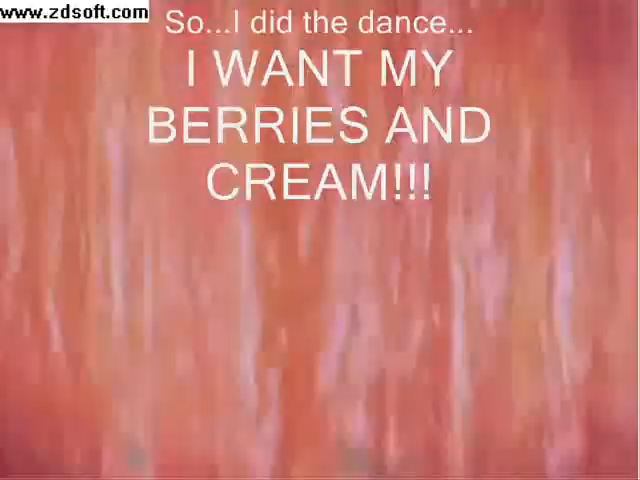 www.zdsoft.com
So...I did the dance...
I WANT MY
BERRIES AND
CREAM!!!